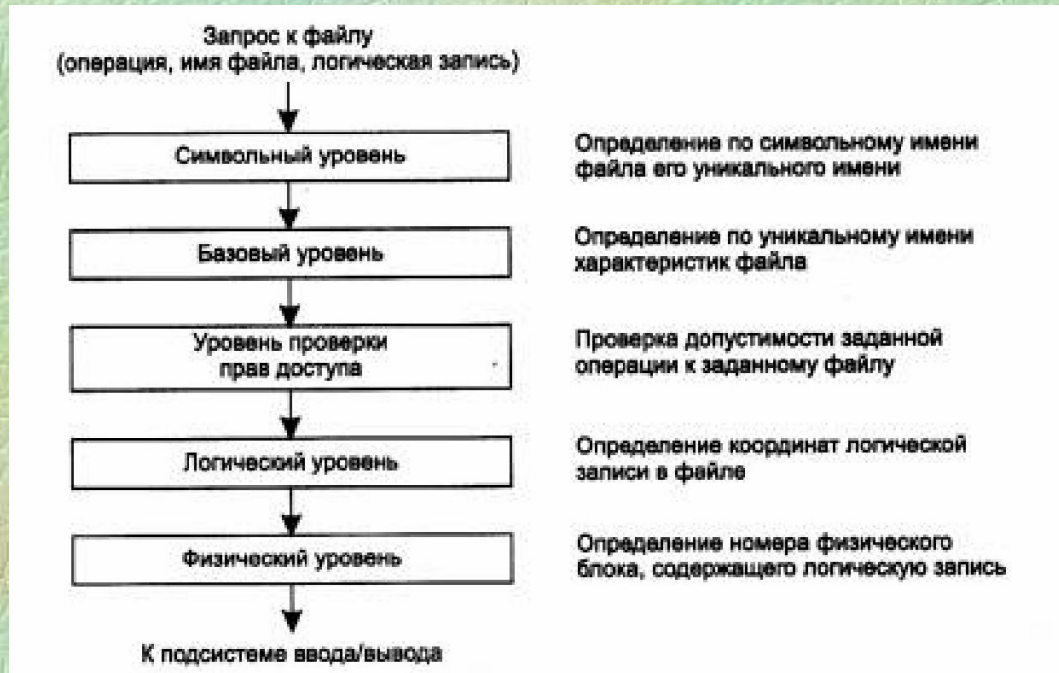 Запрос к файлу
(операция, имя файла, логическая запись)
Символьный уровень
Определение по символьному имени
файла его уникального имени
Базовый уровень
Определение по уникальному имени
характеристик файла
Уровень проверки
прав доступа
Проверка допустимости заданной
операции к заданному файлу
Логический уровень
Определение координат логической
записи в файле
Физический уровень
Определение номера физического
блока, содержащего логическую запись
К подсистеме ввода/вывода